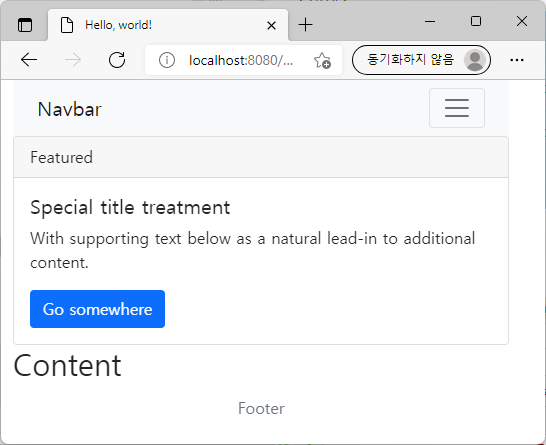 Hello, world!
localhost:8080/...
동기화하지 않음
Navbar
Featured
Special title treatment
With supporting text below as a natural lead-in to additional
content.
Go somewhere
Content
Footer